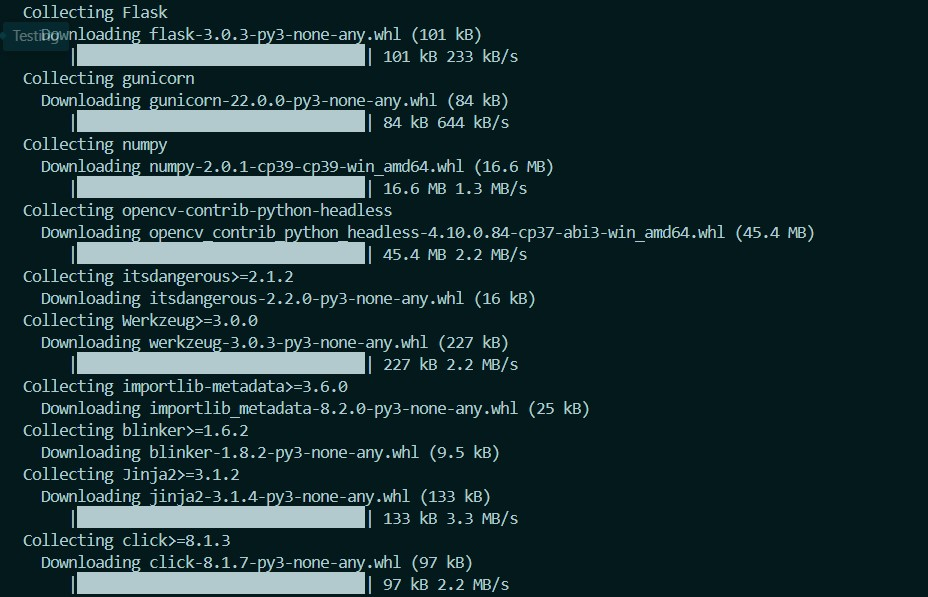 Collecting Flask
Testing
Downloading flask-3.0.3-py3-none-any.whl (101 kB)
| | 101 kB 233 kB/s
Collecting gunicorn
Downloading gunicorn-22.0.0-py3-none-any.whl (84 kB)
| | 84 kB 644 kB/s
Collecting numpy
Downloading numpy-2.0.1-cp39-cp39-win_amd64.whl (16.6 MB)
| | 16.6 MB 1.3 MB/s
Collecting opencv-contrib-python-headless
Downloading opencv_contrib_python_headless-4.10.0.84-cp37-abi3-win_amd64.whl (45.4 MB)
| | 45.4 MB 2.2 MB/s
Collecting itsdangerous>=2.1.2
Downloading itsdangerous-2.2.0-py3-none-any.whl (16 kB)
Collecting Werkzeug>=3.0.0
Downloading werkzeug-3.0.3-py3-none-any.whl (227 kB)
| | 227 kB 2.2 MB/s
Collecting importlib-metadata>=3.6.0
Downloading importlib_metadata-8.2.0-py3-none-any.whl (25 kB)
Collecting blinker>=1.6.2
Downloading blinker-1.8.2-py3-none-any.whl (9.5 kB)
Collecting Jinja2>=3.1.2
Downloading jinja2-3.1.4-py3-none-any.whl (133 kB)
| | 133 kB 3.3 MB/s
Collecting click>=8.1.3
Downloading click-8.1.7-py3-none-any.whl (97 kB)
| | 97 kB 2.2 MB/s